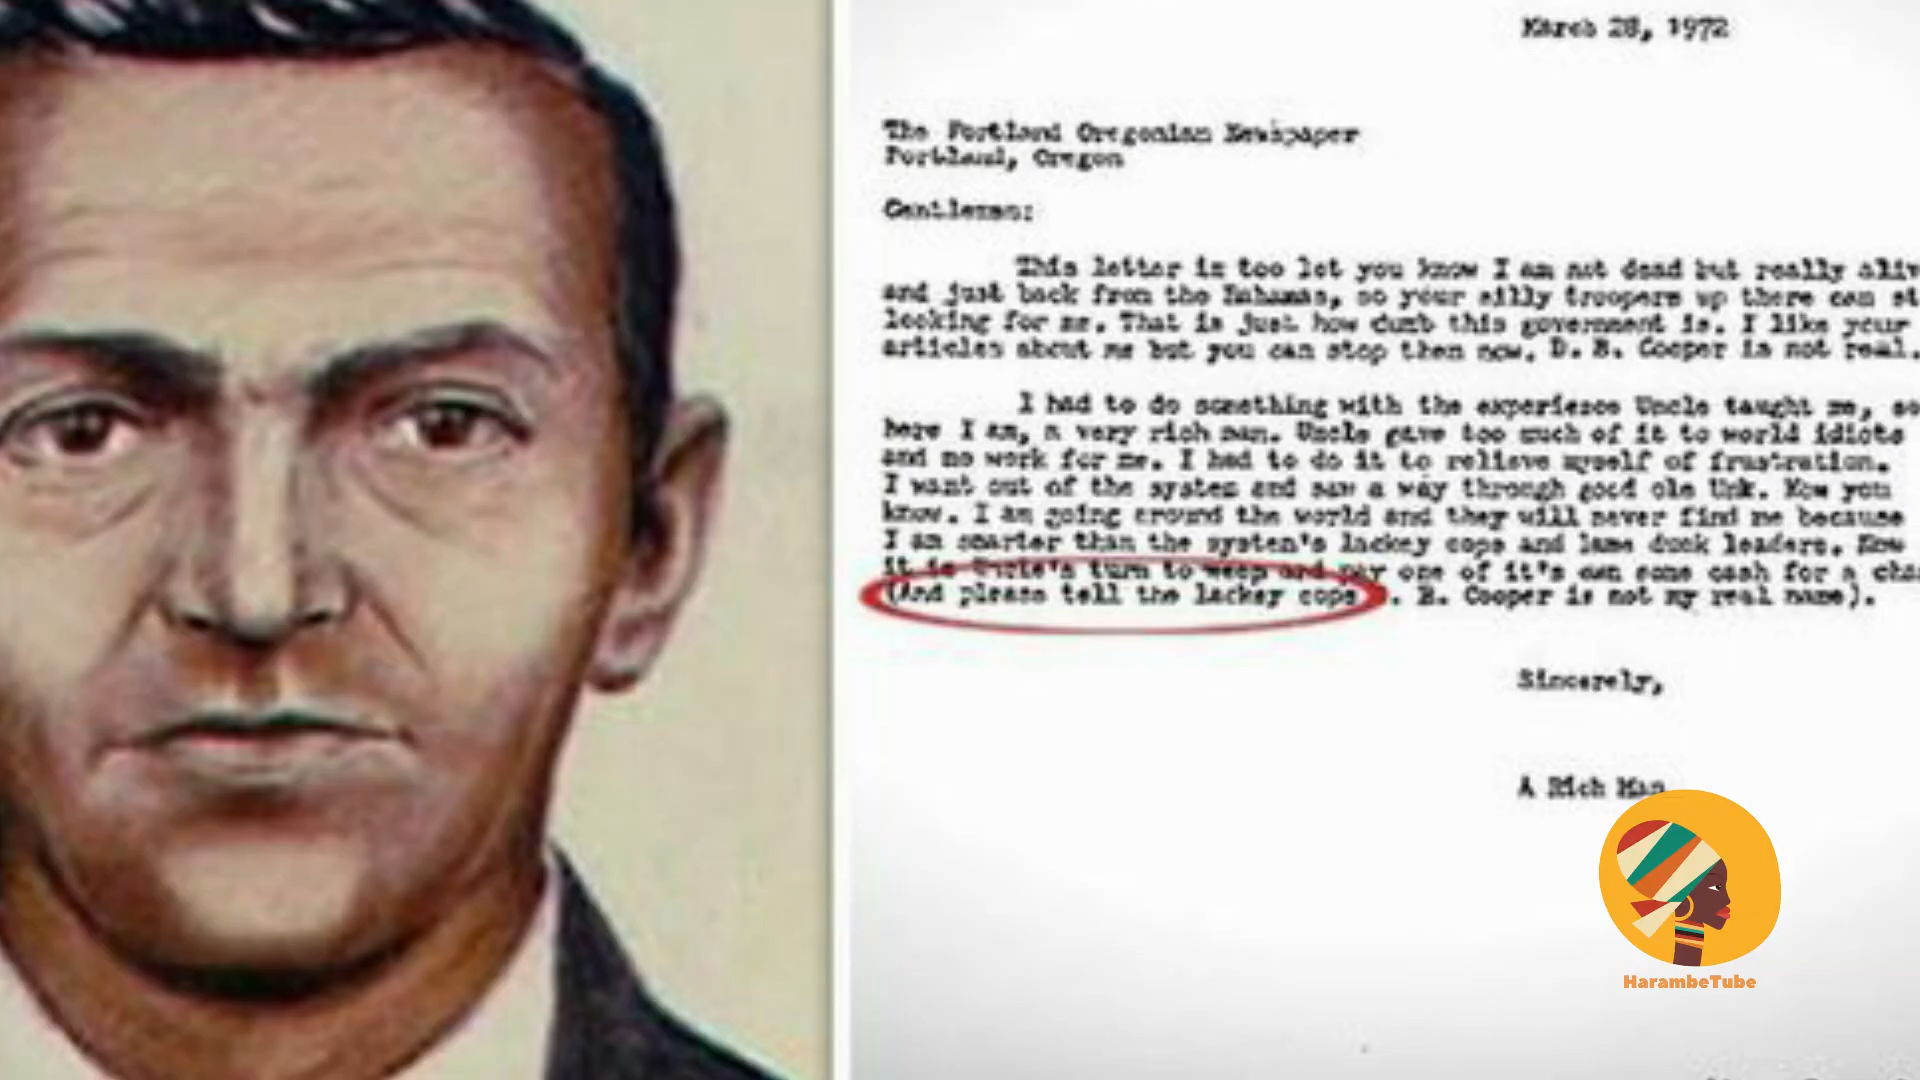 March 28, 1972
The Portland Oregonian Newspaper
Portland, Oregon
Gentlemen:
This letter is too let you know I am not dead but really aliv
and just back from the Bahamas, so your silly troopers up there can st
looking for me. That is just how dumb this government is. I like your
articles about me but you can stop them now. D. B. Cooper is not real.
I had to do something with the experience Uncle taught me, so
here I am, a very rich man. Uncle gave too much of it to world idiots
and no work for me. I had to do it to relieve myself of frustration.
I want out of the system and saw a way through good ole Unk. Now you
know. I am going around the world and they will never find me because
I am smarter than the system's lackey cops and lame duck leaders. Now
it is Uncle's turn to weep and pay one of it's own some cash for a cha
(And please tell the lackey cops . B. Cooper is not my real name).
Sincerely,
A Rich Man
HarambeTube